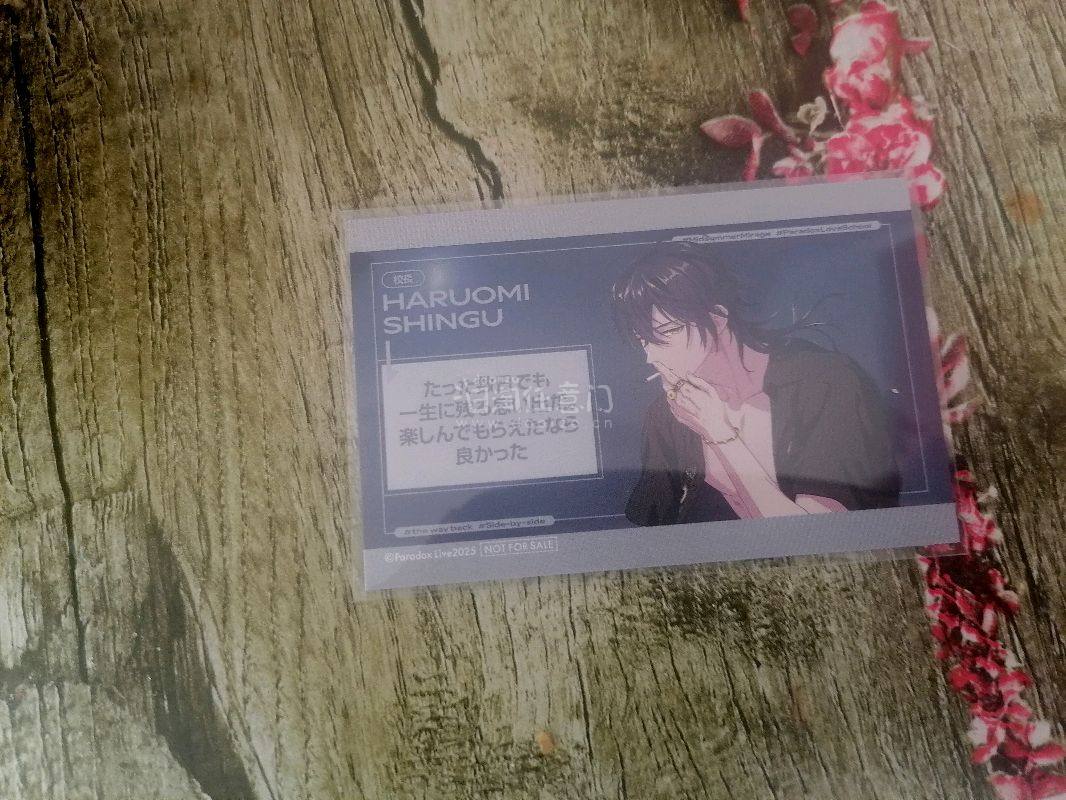 #MidSummerMirage #ParadoxLoveSchool
校長
HARUOMI
SHINGU
たった数日でも
一生に残る思い出
楽しんでもらえたなら
良かった
#the way back #Side-by-side
©Paradox Live2025 NOT FOR SALE